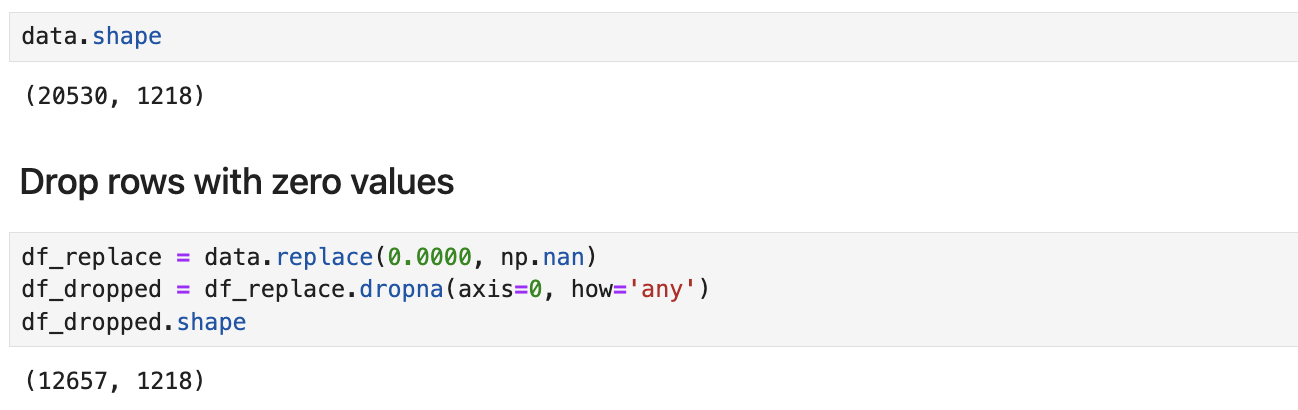 data.shape
(20530, 1218)
Drop rows with zero values
df_replace = data.replace(0.0000, np.nan)
df_dropped = df_replace.dropna(axis=0, how='any')
df_dropped.shape
(12657, 1218)